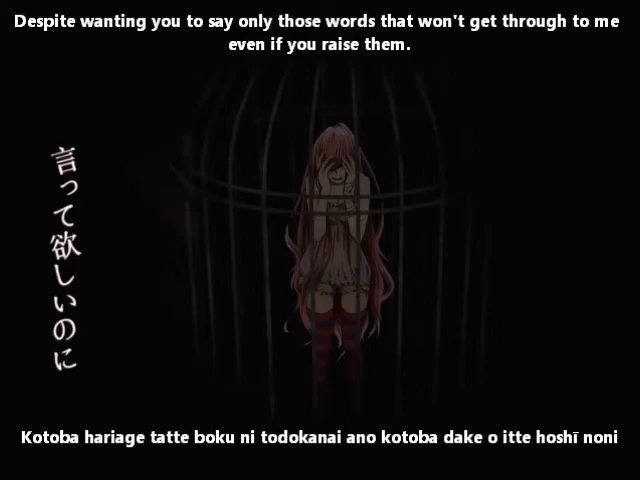 Despite wanting you to say only those words that won't get through to me
even if you raise them.
言って欲しいのに
Kotoba hariage tatte boku ni todokanai ano kotoba dake o itte hoshī noni